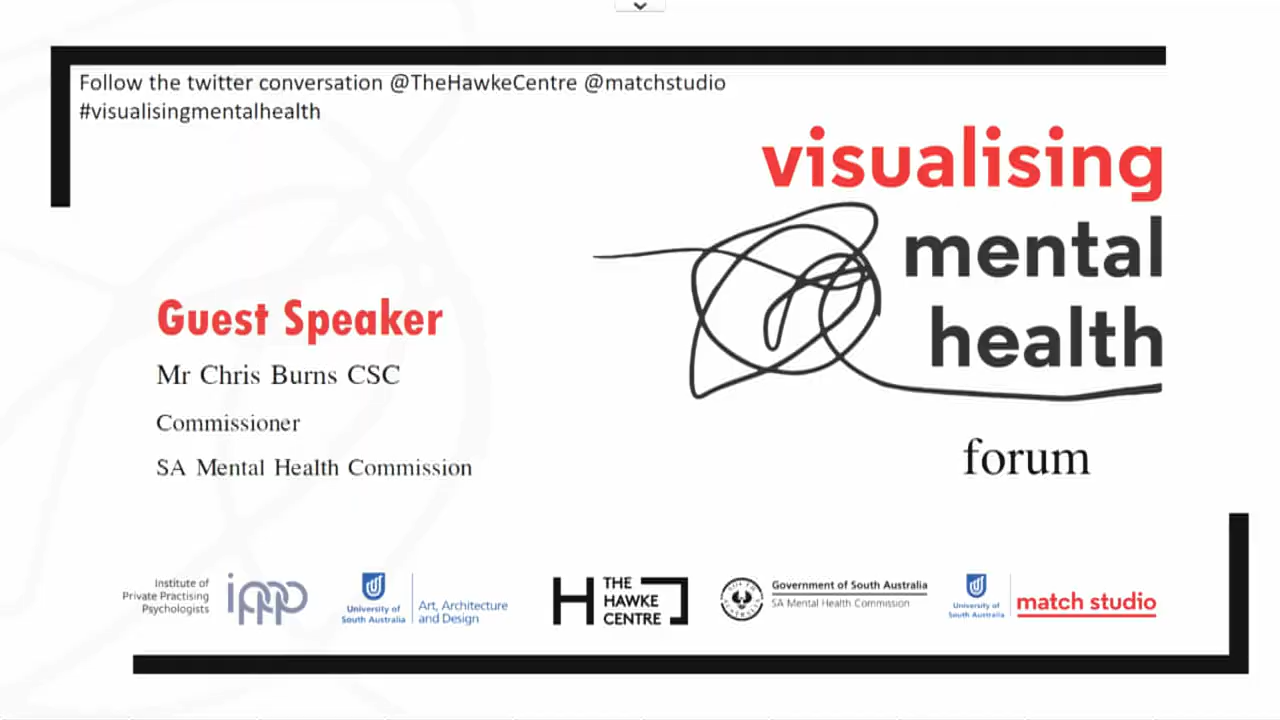 Follow the twitter conversation @TheHawkeCentre @matchstudio
#visualisingmentalhealth
visualising
mental
health
forum
Guest Speaker
Mr Chris Burns CSC
Commissioner
SA Mental Health Commission
Institute of
Private Practising
Psychologists
ippp
University of
South Australia
Art, Architecture
and Design
H
THE
HAWKE
CENTRE
Government of South Australia
SA Mental Health Commission
University of
South Australia
match studio